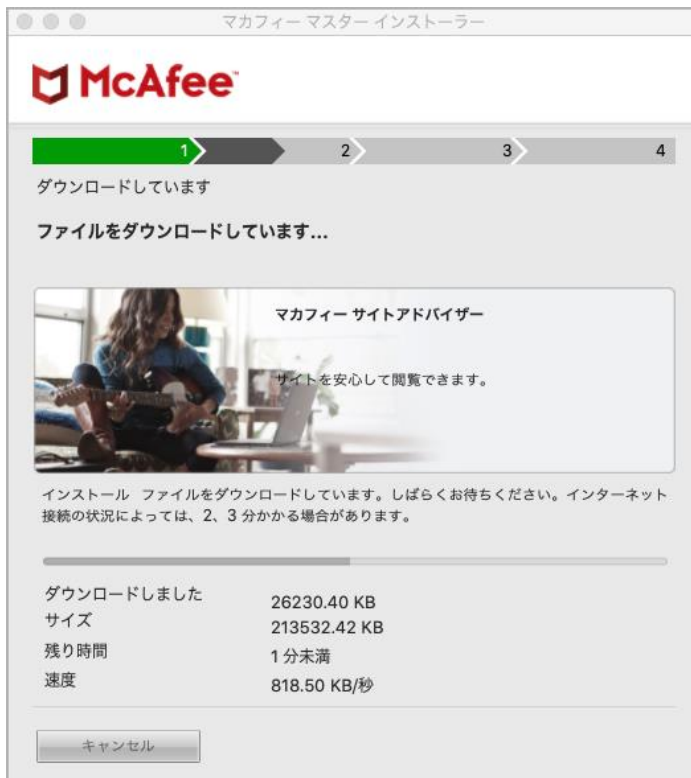 マカフィー マスター インストーラー
McAfee™
1 2 3 4
ダウンロードしています
ファイルをダウンロードしています...
マカフィー サイトアドバイザー
サイトを安心して閲覧できます。
インストール ファイルをダウンロードしています。しばらくお待ちください。インターネット
接続の状況によっては、2、3 分かかる場合があります。
ダウンロードしました 26230.40 KB
サイズ 213532.42 KB
残り時間 1 分未満
速度 818.50 KB/秒
キャンセル